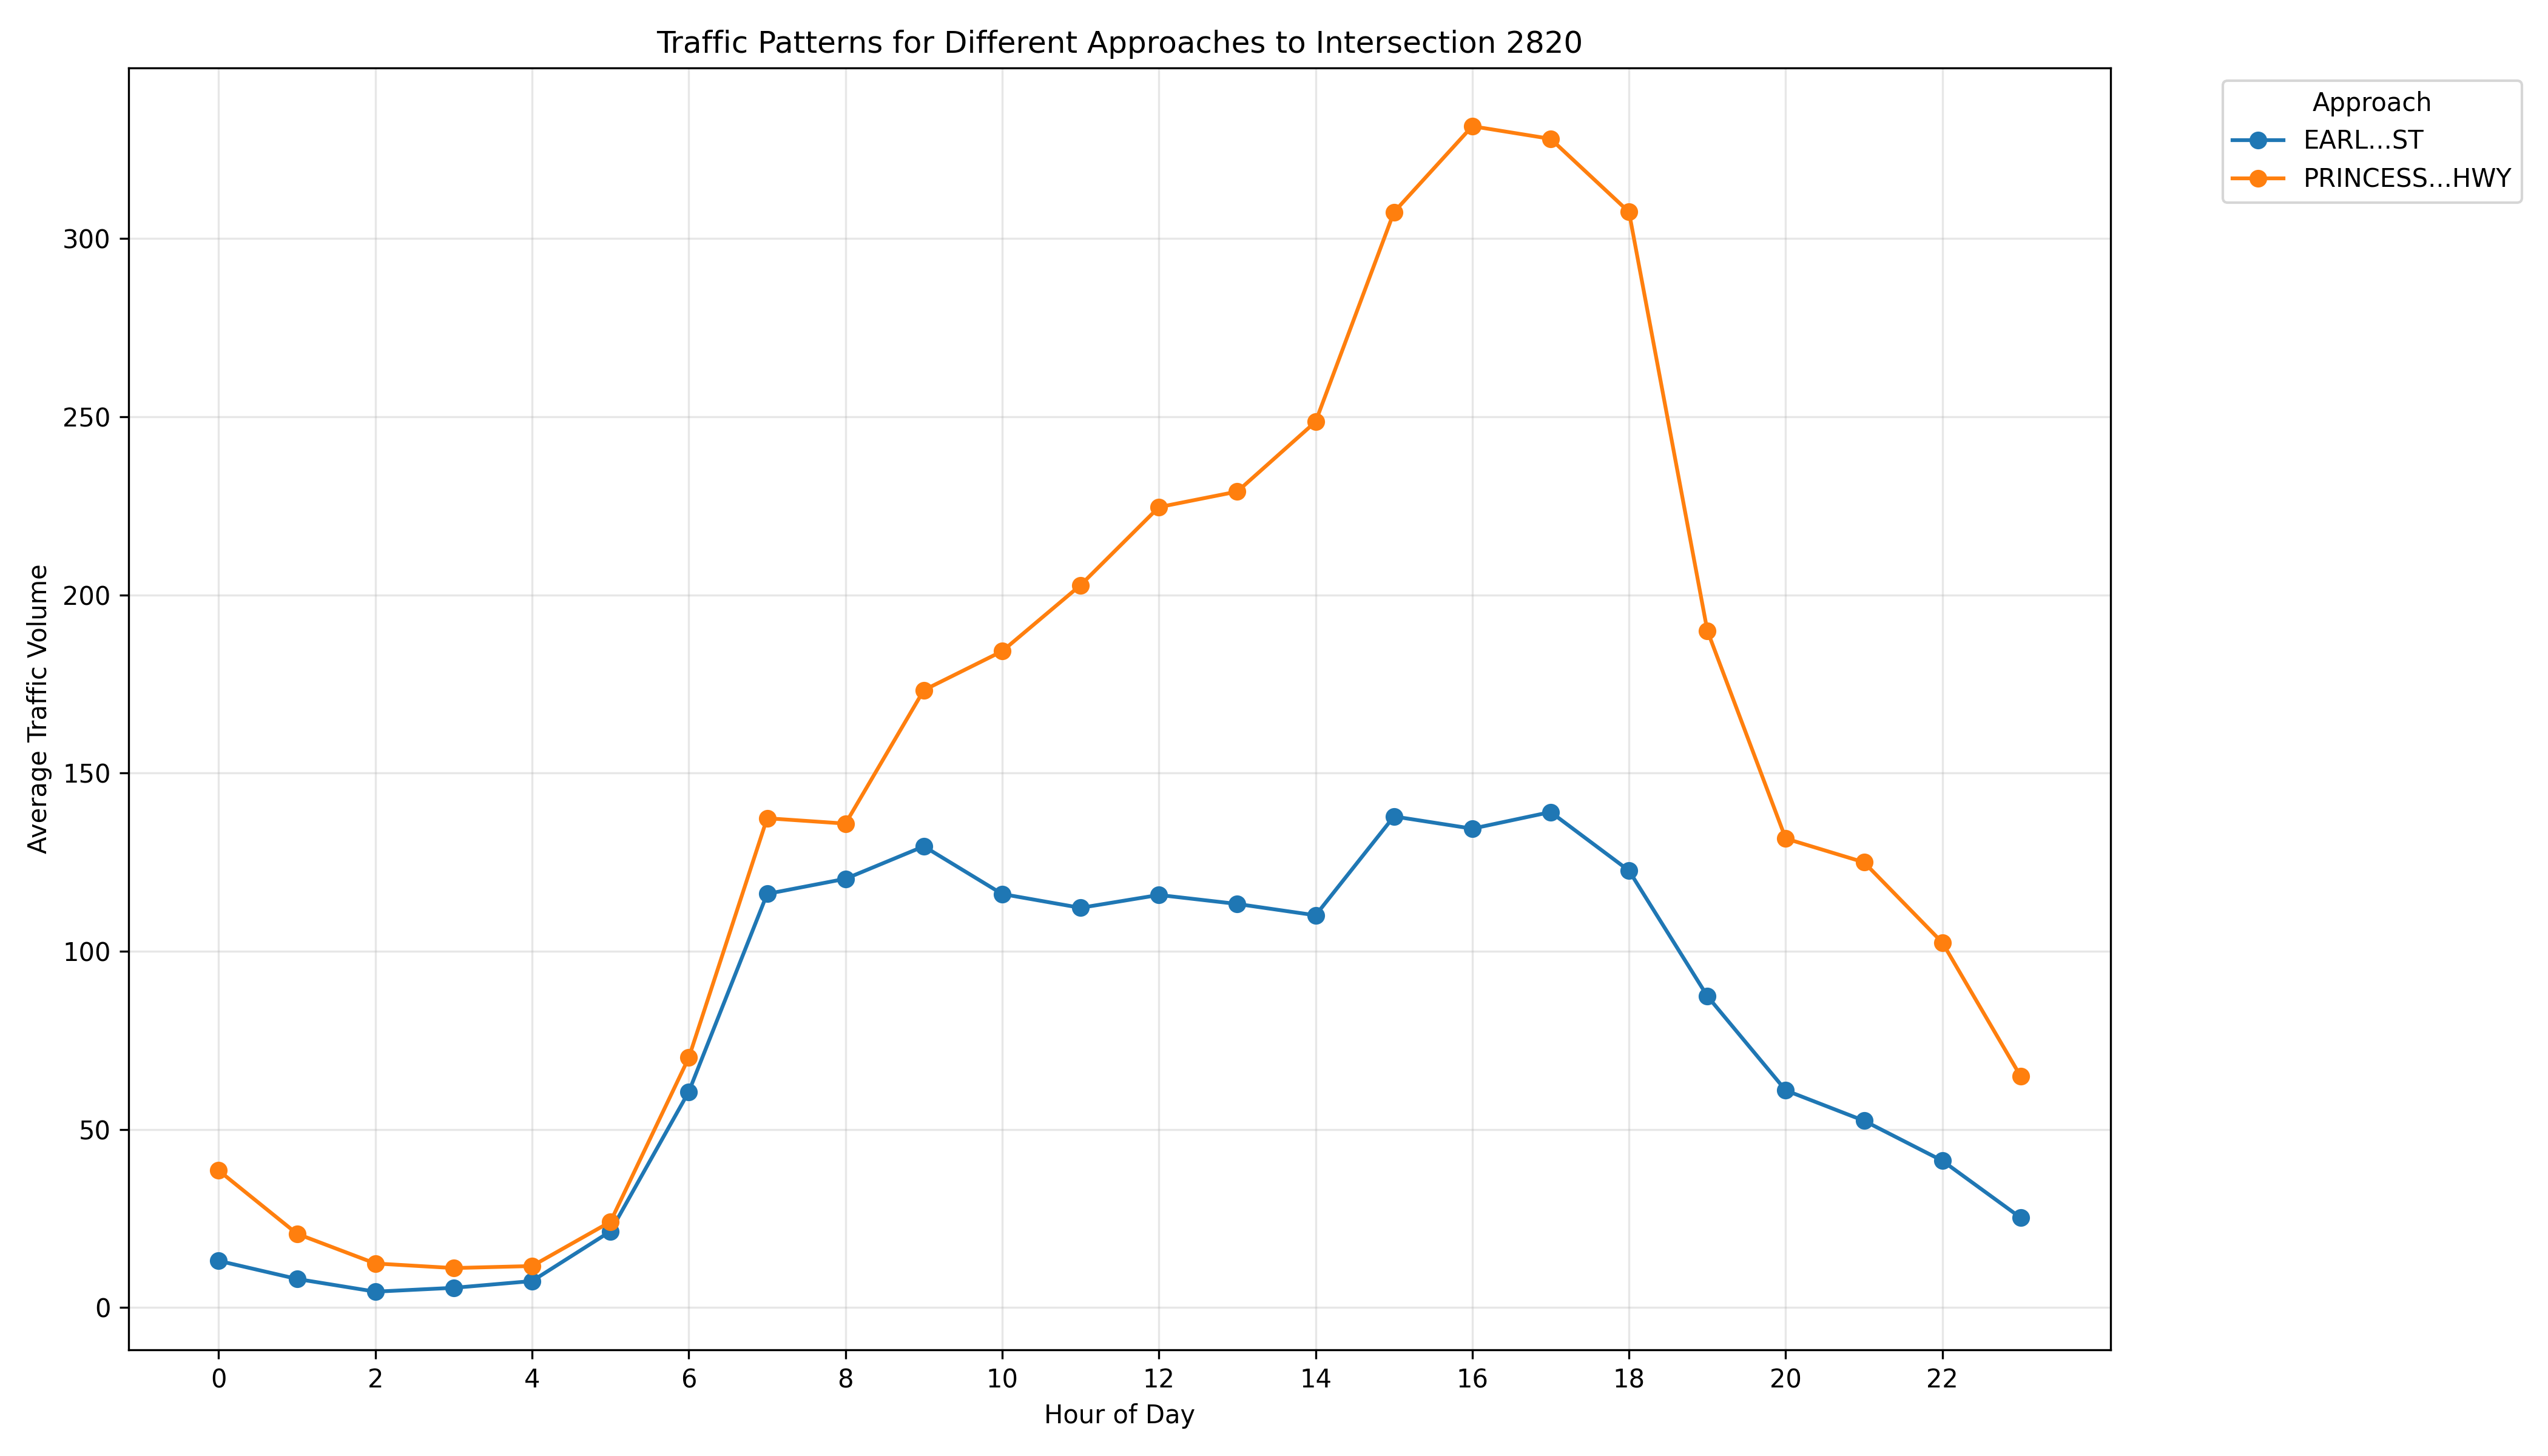 Traffic Patterns for Different Approaches to Intersection 2820
Approach
EARL...ST
PRINCESS...HWY
Average Traffic Volume
300
250
200
150
100
50
0
0 2 4 6 8 10 12 14 16 18 20 22
Hour of Day